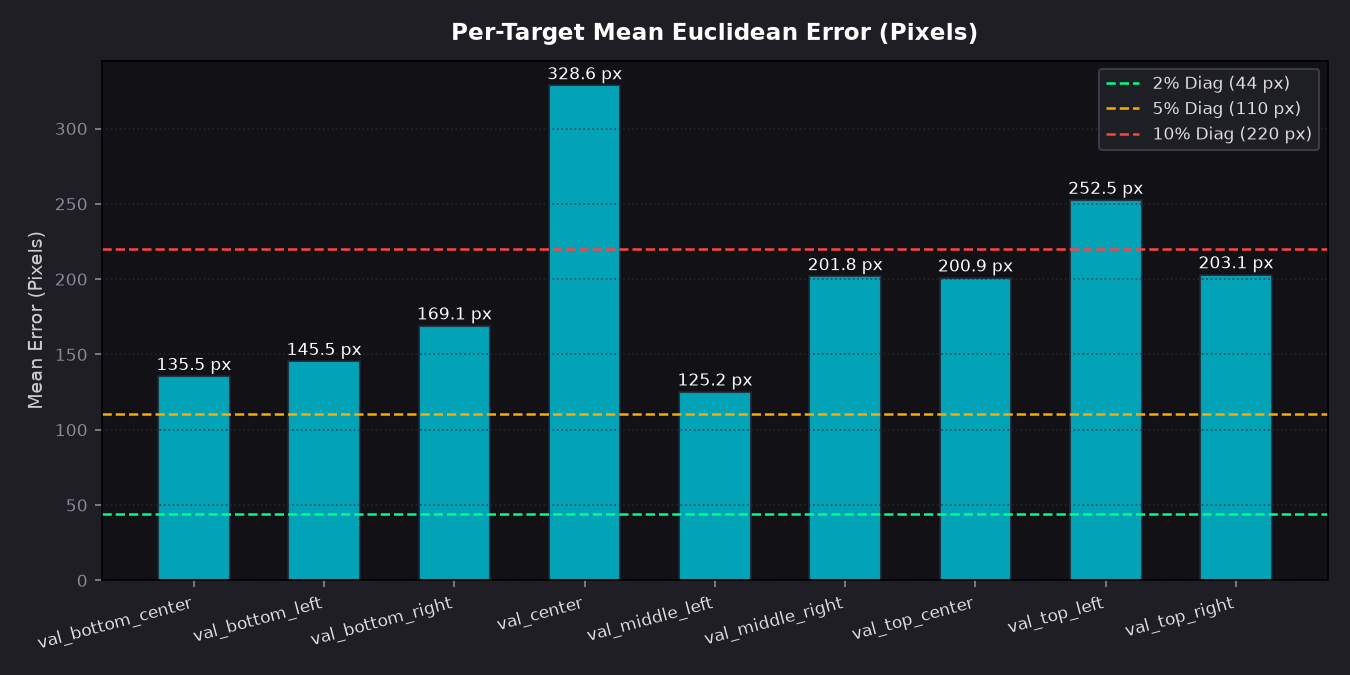 Per-Target Mean Euclidean Error (Pixels)
2% Diag (44 px)
5% Diag (110 px)
10% Diag (220 px)
Mean Error (Pixels)
300
250
200
150
100
50
0
135.5 px
145.5 px
169.1 px
328.6 px
125.2 px
201.8 px
200.9 px
252.5 px
203.1 px
val_bottom_center
val_bottom_left
val_bottom_right
val_center
val_middle_left
val_middle_right
val_top_center
val_top_left
val_top_right